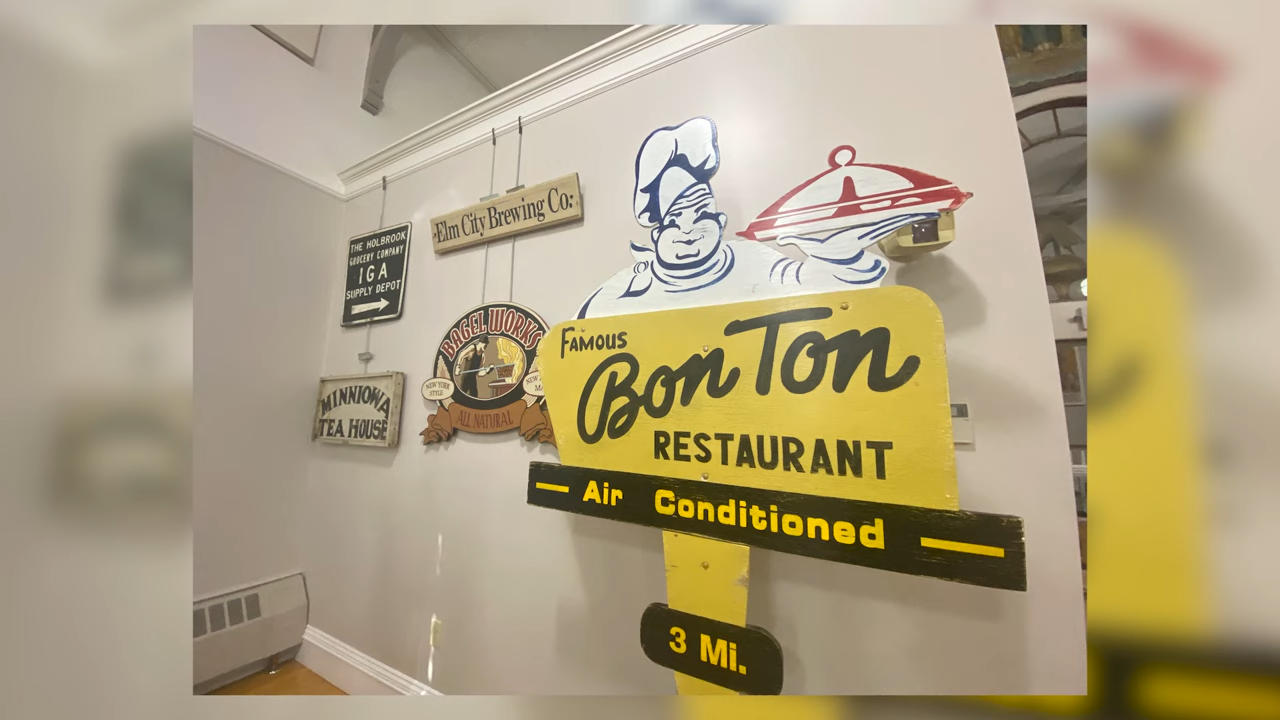 THE HOLBROOK
GROCERY COMPANY
IGA
SUPPLY DEPOT
MINNIOWA
TEA HOUSE
Elm City Brewing Co.
BAGEL WORKS
NEW YORK
STYLE
NEW
ALL NATURAL
FAMOUS
Bon Ton
RESTAURANT
Air Conditioned
3 Mi.